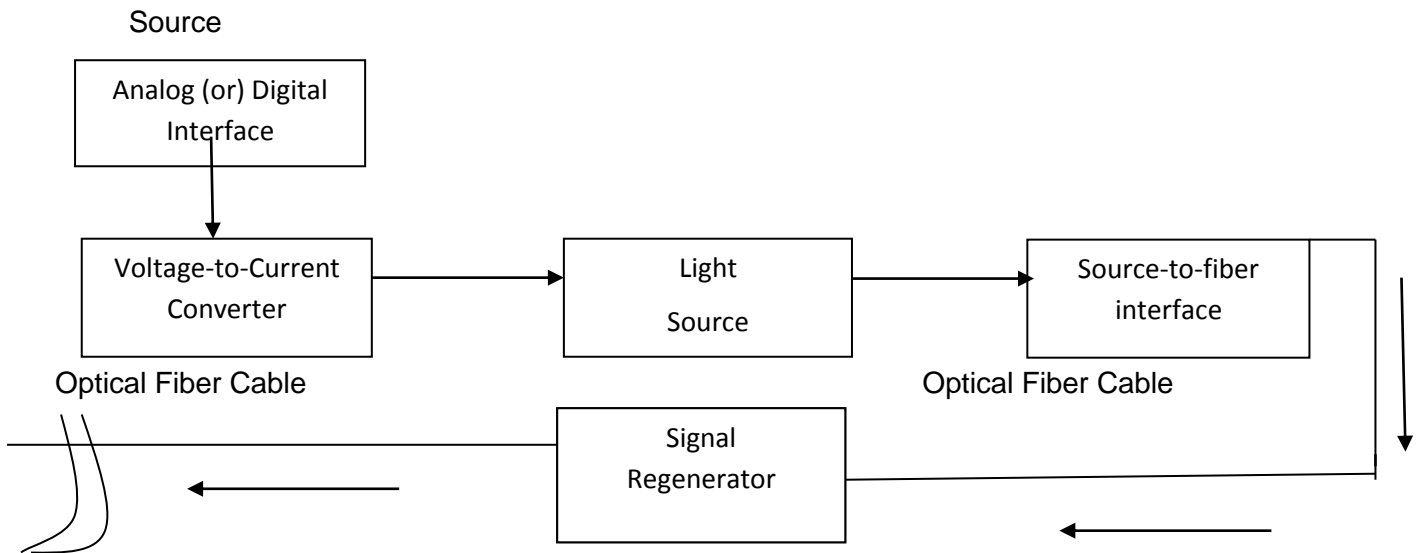 Source
Analog (or) Digital
Interface
Voltage-to-Current
Converter
Light
Source
Source-to-fiber
interface
Optical Fiber Cable
Optical Fiber Cable
Signal
Regenerator